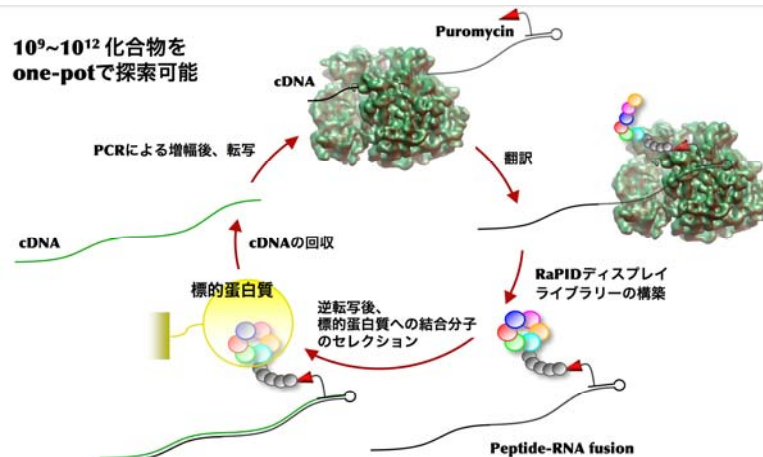 10⁹~10¹² 化合物を
one-potで探索可能
Puromycin
cDNA
PCRによる増幅後、転写
翻訳
cDNA
cDNAの回収
RaPIDディスプレイ
ライブラリーの構築
標的蛋白質
逆転写後、
標的蛋白質への結合分子
のセレクション
Peptide-RNA fusion